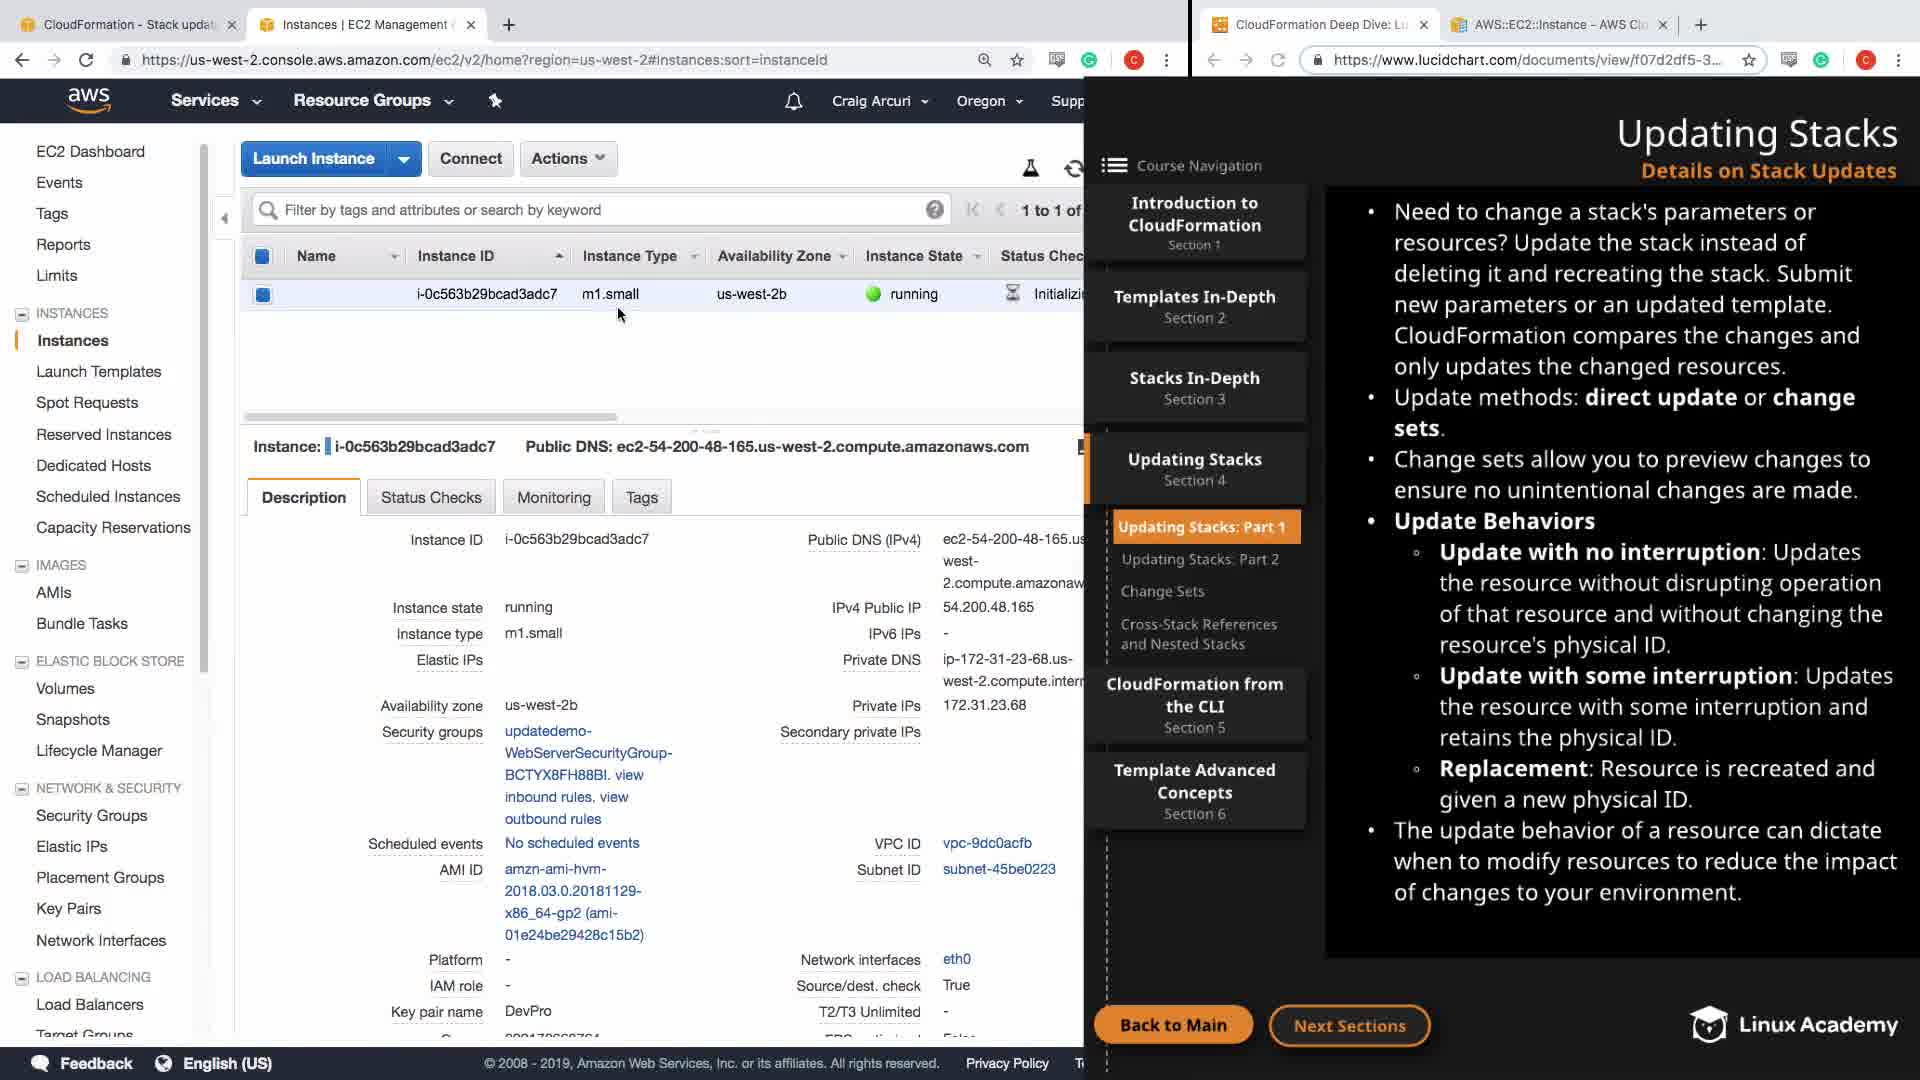 CloudFormation - Stack updat
Instances | EC2 Management
CloudFormation Deep Dive: Lu
AWS::EC2::Instance - AWS Clo
https://us-west-2.console.aws.amazon.com/ec2/v2/home?region=us-west-2#Instances:sort=instanceId
https://www.lucidchart.com/documents/view/f07d2df5-3...
aws
Services
Resource Groups
Craig Arcuri
Oregon
Supp
EC2 Dashboard
Events
Tags
Reports
Limits
INSTANCES
Instances
Launch Templates
Spot Requests
Reserved Instances
Dedicated Hosts
Scheduled Instances
Capacity Reservations
IMAGES
AMIs
Bundle Tasks
ELASTIC BLOCK STORE
Volumes
Snapshots
Lifecycle Manager
NETWORK & SECURITY
Security Groups
Elastic IPs
Placement Groups
Key Pairs
Network Interfaces
LOAD BALANCING
Load Balancers
Target Groups
Launch Instance
Connect
Actions
Filter by tags and attributes or search by keyword
1 to 1 of
Name Instance ID Instance Type Availability Zone Instance State Status Chec
i-0c563b29bcad3adc7 m1.small us-west-2b running Initializi
Instance: i-0c563b29bcad3adc7 Public DNS: ec2-54-200-48-165.us-west-2.compute.amazonaws.com
Description Status Checks Monitoring Tags
Instance ID i-0c563b29bcad3adc7
Instance state running
Instance type m1.small
Elastic IPs
Availability zone us-west-2b
Security groups updatedemo-
WebServerSecurityGroup-
BCTYX8FH88BI. view
inbound rules. view
outbound rules
Scheduled events No scheduled events
AMI ID amzn-ami-hvm-
2018.03.0.20181129-
x86_64-gp2 (ami-
01e24be29428c15b2)
Platform -
IAM role -
Key pair name DevPro
Public DNS (IPv4) ec2-54-200-48-165.us-
west-
2.compute.amazonaw
IPv4 Public IP 54.200.48.165
IPv6 IPs -
Private DNS ip-172-31-23-68.us-
west-2.compute.interr
Private IPs 172.31.23.68
Secondary private IPs
VPC ID vpc-9dc0acfb
Subnet ID subnet-45be0223
Network interfaces eth0
Source/dest. check True
T2/T3 Unlimited -
Feedback
English (US)
© 2008 - 2019, Amazon Web Services, Inc. or its affiliates. All rights reserved.
Privacy Policy
Te
Updating Stacks
Details on Stack Updates
Course Navigation
Introduction to
CloudFormation
Section 1
Templates In-Depth
Section 2
Stacks In-Depth
Section 3
Updating Stacks
Section 4
Updating Stacks: Part 1
Updating Stacks: Part 2
Change Sets
Cross-Stack References
and Nested Stacks
CloudFormation from
the CLI
Section 5
Template Advanced
Concepts
Section 6
• Need to change a stack's parameters or
resources? Update the stack instead of
deleting it and recreating the stack. Submit
new parameters or an updated template.
CloudFormation compares the changes and
only updates the changed resources.
• Update methods: direct update or change
sets.
• Change sets allow you to preview changes to
ensure no unintentional changes are made.
• Update Behaviors
◦ Update with no interruption: Updates
the resource without disrupting operation
of that resource and without changing the
resource's physical ID.
◦ Update with some interruption: Updates
the resource with some interruption and
retains the physical ID.
◦ Replacement: Resource is recreated and
given a new physical ID.
• The update behavior of a resource can dictate
when to modify resources to reduce the impact
of changes to your environment.
Back to Main
Next Sections
Linux Academy